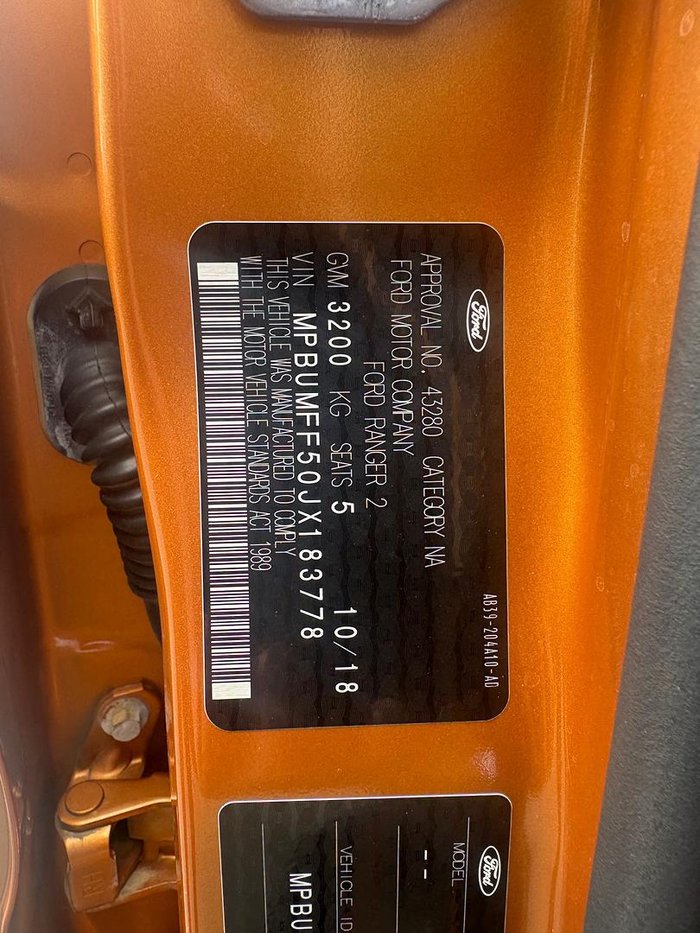 Ford
AB39-204A10-AD
APPROVAL NO. 43280 CATEGORY NA
FORD MOTOR COMPANY
FORD RANGER 2
GVM 3200 KG SEATS 5 10/18
VIN MPBUMFF50JX183778
THIS VEHICLE WAS MANUFACTURED TO COMPLY
WITH THE MOTOR VEHICLE STANDARDS ACT 1989
Ford
MODEL
--
VEHICLE ID
MPBU